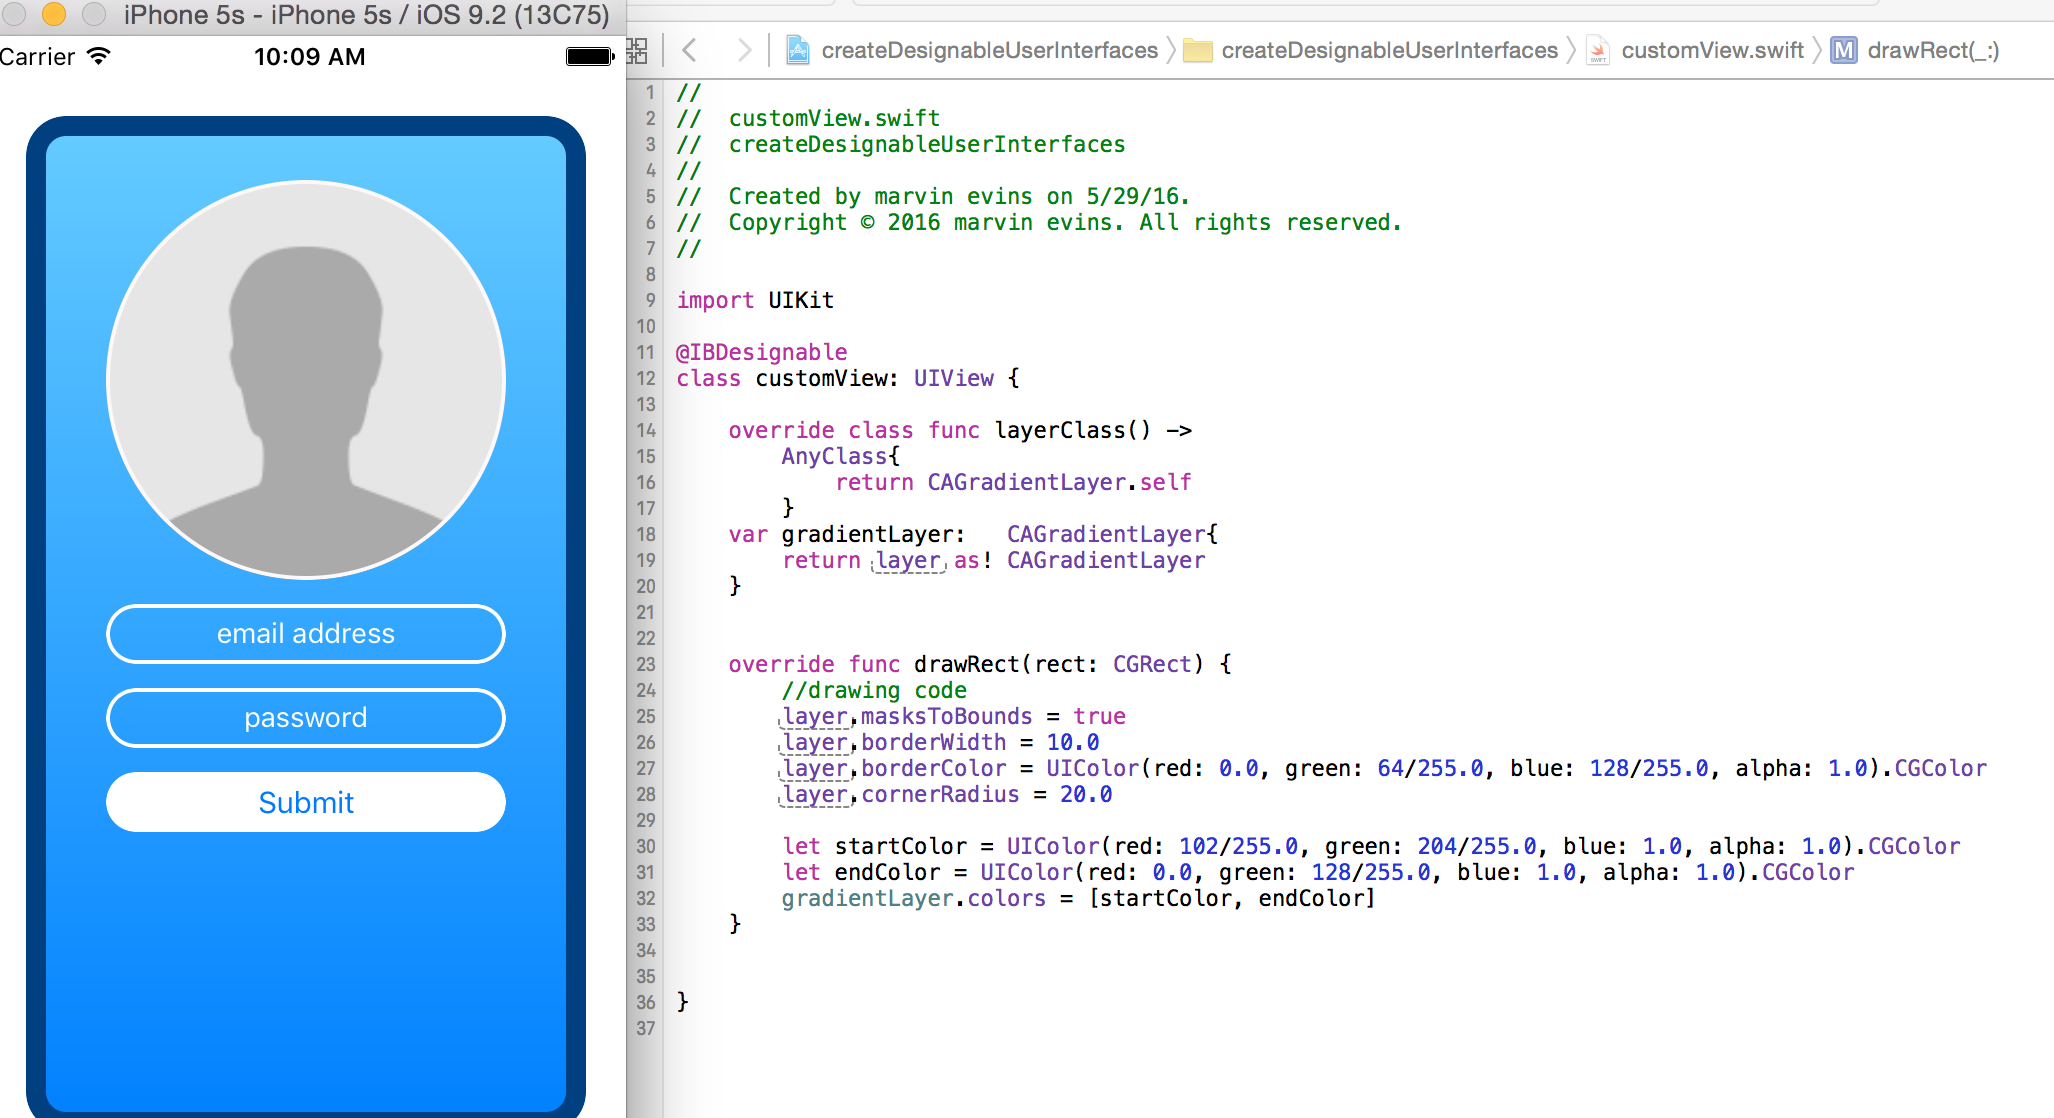 iPhone 5s - iPhone 5s / iOS 9.2 (13C75)
Carrier 10:09 AM
email address
password
Submit
createDesignableUserInterfaces createDesignableUserInterfaces SWIFT customView.swift M drawRect(_:)
1 //
2 //  customView.swift
3 //  createDesignableUserInterfaces
4 //
5 //  Created by marvin evins on 5/29/16.
6 //  Copyright © 2016 marvin evins. All rights reserved.
7 //
8
9 import UIKit
10
11 @IBDesignable
12 class customView: UIView {
13
14     override class func layerClass() ->
15         AnyClass{
16             return CAGradientLayer.self
17         }
18     var gradientLayer:   CAGradientLayer{
19         return layer as! CAGradientLayer
20     }
21
22
23     override func drawRect(rect: CGRect) {
24         //drawing code
25         layer.masksToBounds = true
26         layer.borderWidth = 10.0
27         layer.borderColor = UIColor(red: 0.0, green: 64/255.0, blue: 128/255.0, alpha: 1.0).CGColor
28         layer.cornerRadius = 20.0
29
30         let startColor = UIColor(red: 102/255.0, green: 204/255.0, blue: 1.0, alpha: 1.0).CGColor
31         let endColor = UIColor(red: 0.0, green: 128/255.0, blue: 1.0, alpha: 1.0).CGColor
32         gradientLayer.colors = [startColor, endColor]
33     }
34
35
36 }
37